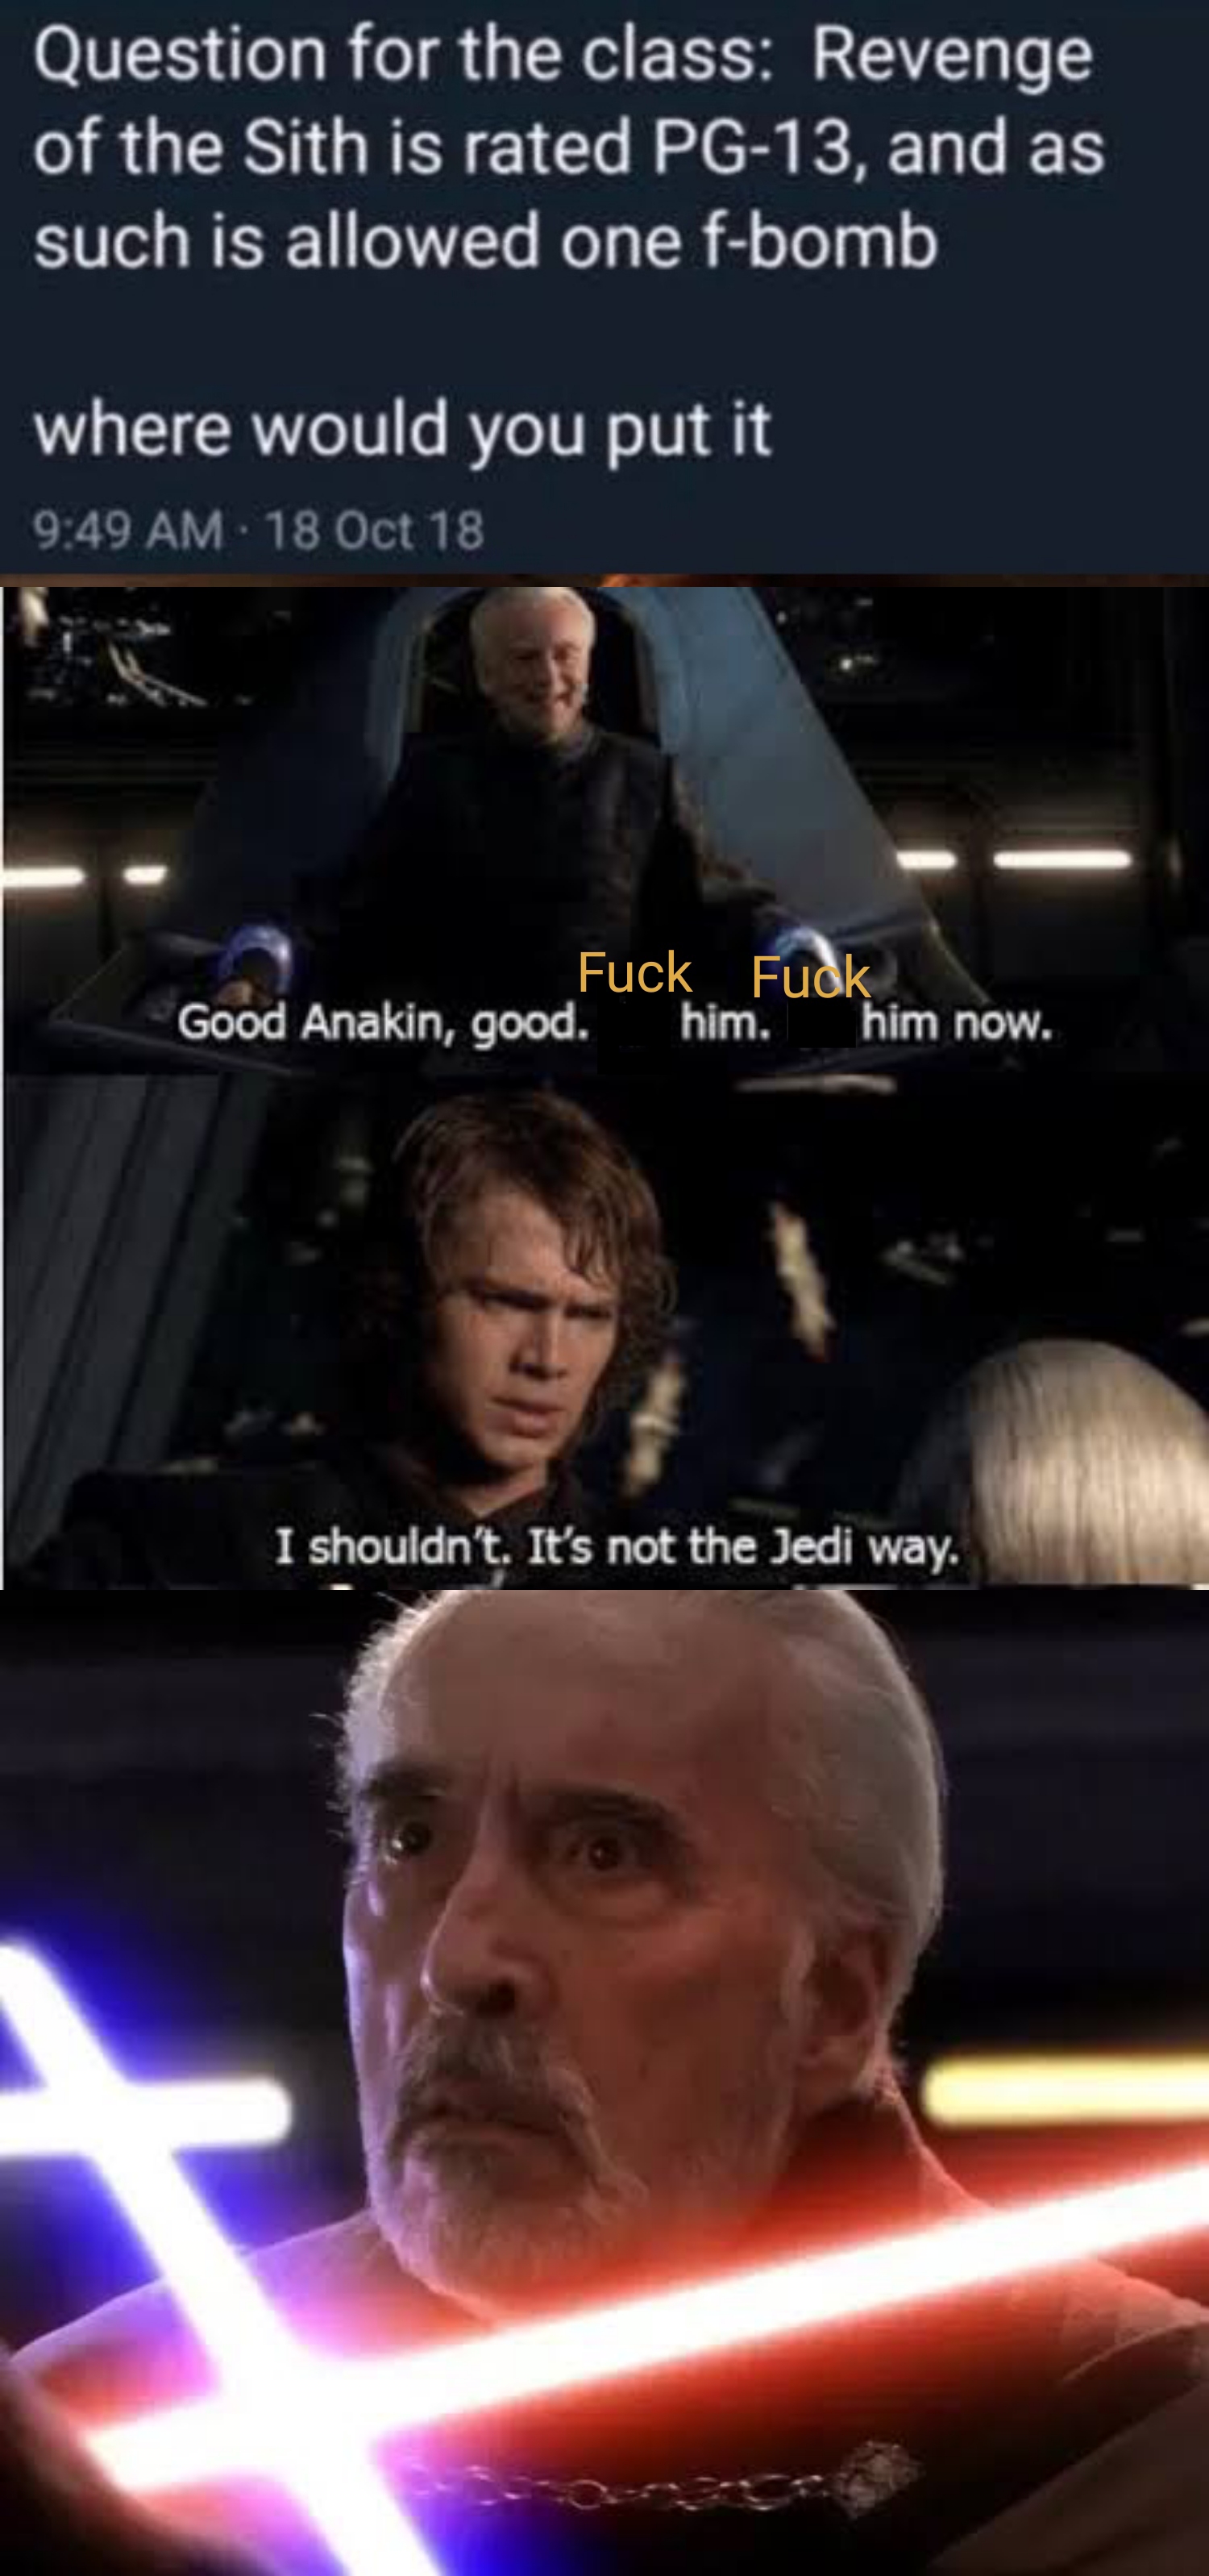 Question for the class:  Revenge
of the Sith is rated PG-13, and as
such is allowed one f-bomb
where would you put it
9:49 AM · 18 Oct 18
Fuck Fuck
Good Anakin, good. him. him now.
I shouldn't. It's not the Jedi way.